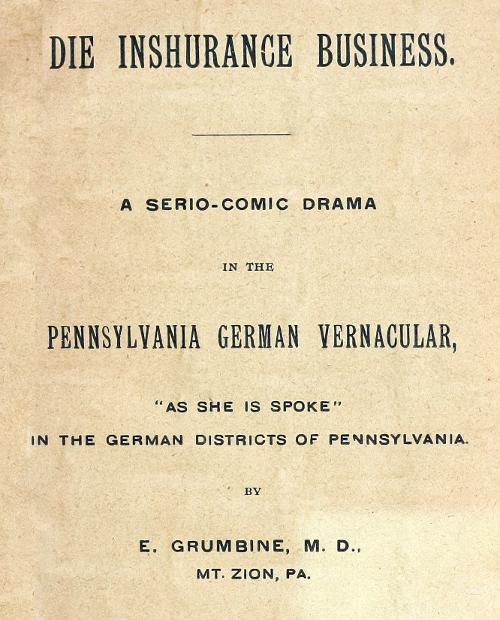 DIE INSHURANCE BUSINESS.
A SERIO-COMIC DRAMA
IN THE
PENNSYLVANIA GERMAN VERNACULAR,
"AS SHE IS SPOKE"
IN THE GERMAN DISTRICTS OF PENNSYLVANIA.
BY
E. GRUMBINE, M. D.,
MT. ZION, PA.